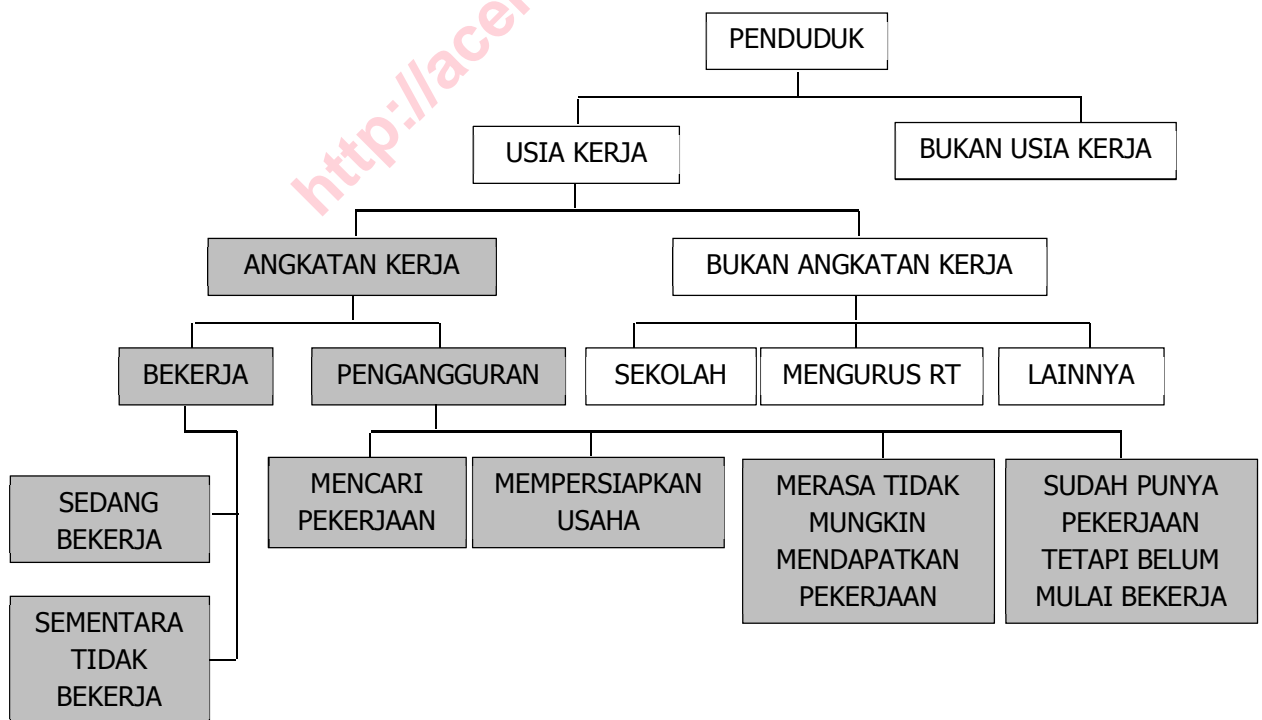 PENDUDUK
http://ace
USIA KERJA
BUKAN USIA KERJA
ANGKATAN KERJA
BUKAN ANGKATAN KERJA
BEKERJA
PENGANGGURAN
SEKOLAH
MENGURUS RT
LAINNYA
MENCARI
PEKERJAAN
MEMPERSIAPKAN
USAHA
MERASA TIDAK
MUNGKIN
MENDAPATKAN
PEKERJAAN
SUDAH PUNYA
PEKERJAAN
TETAPI BELUM
MULAI BEKERJA
SEDANG
BEKERJA
SEMENTARA
TIDAK
BEKERJA